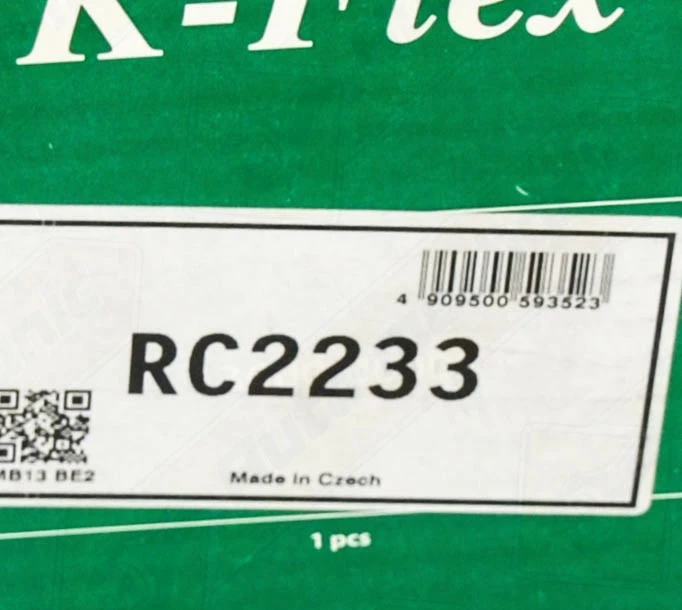 K-Flex
4 909500 593523
RC2233
MB13 BE2
Made in Czech
1 pcs